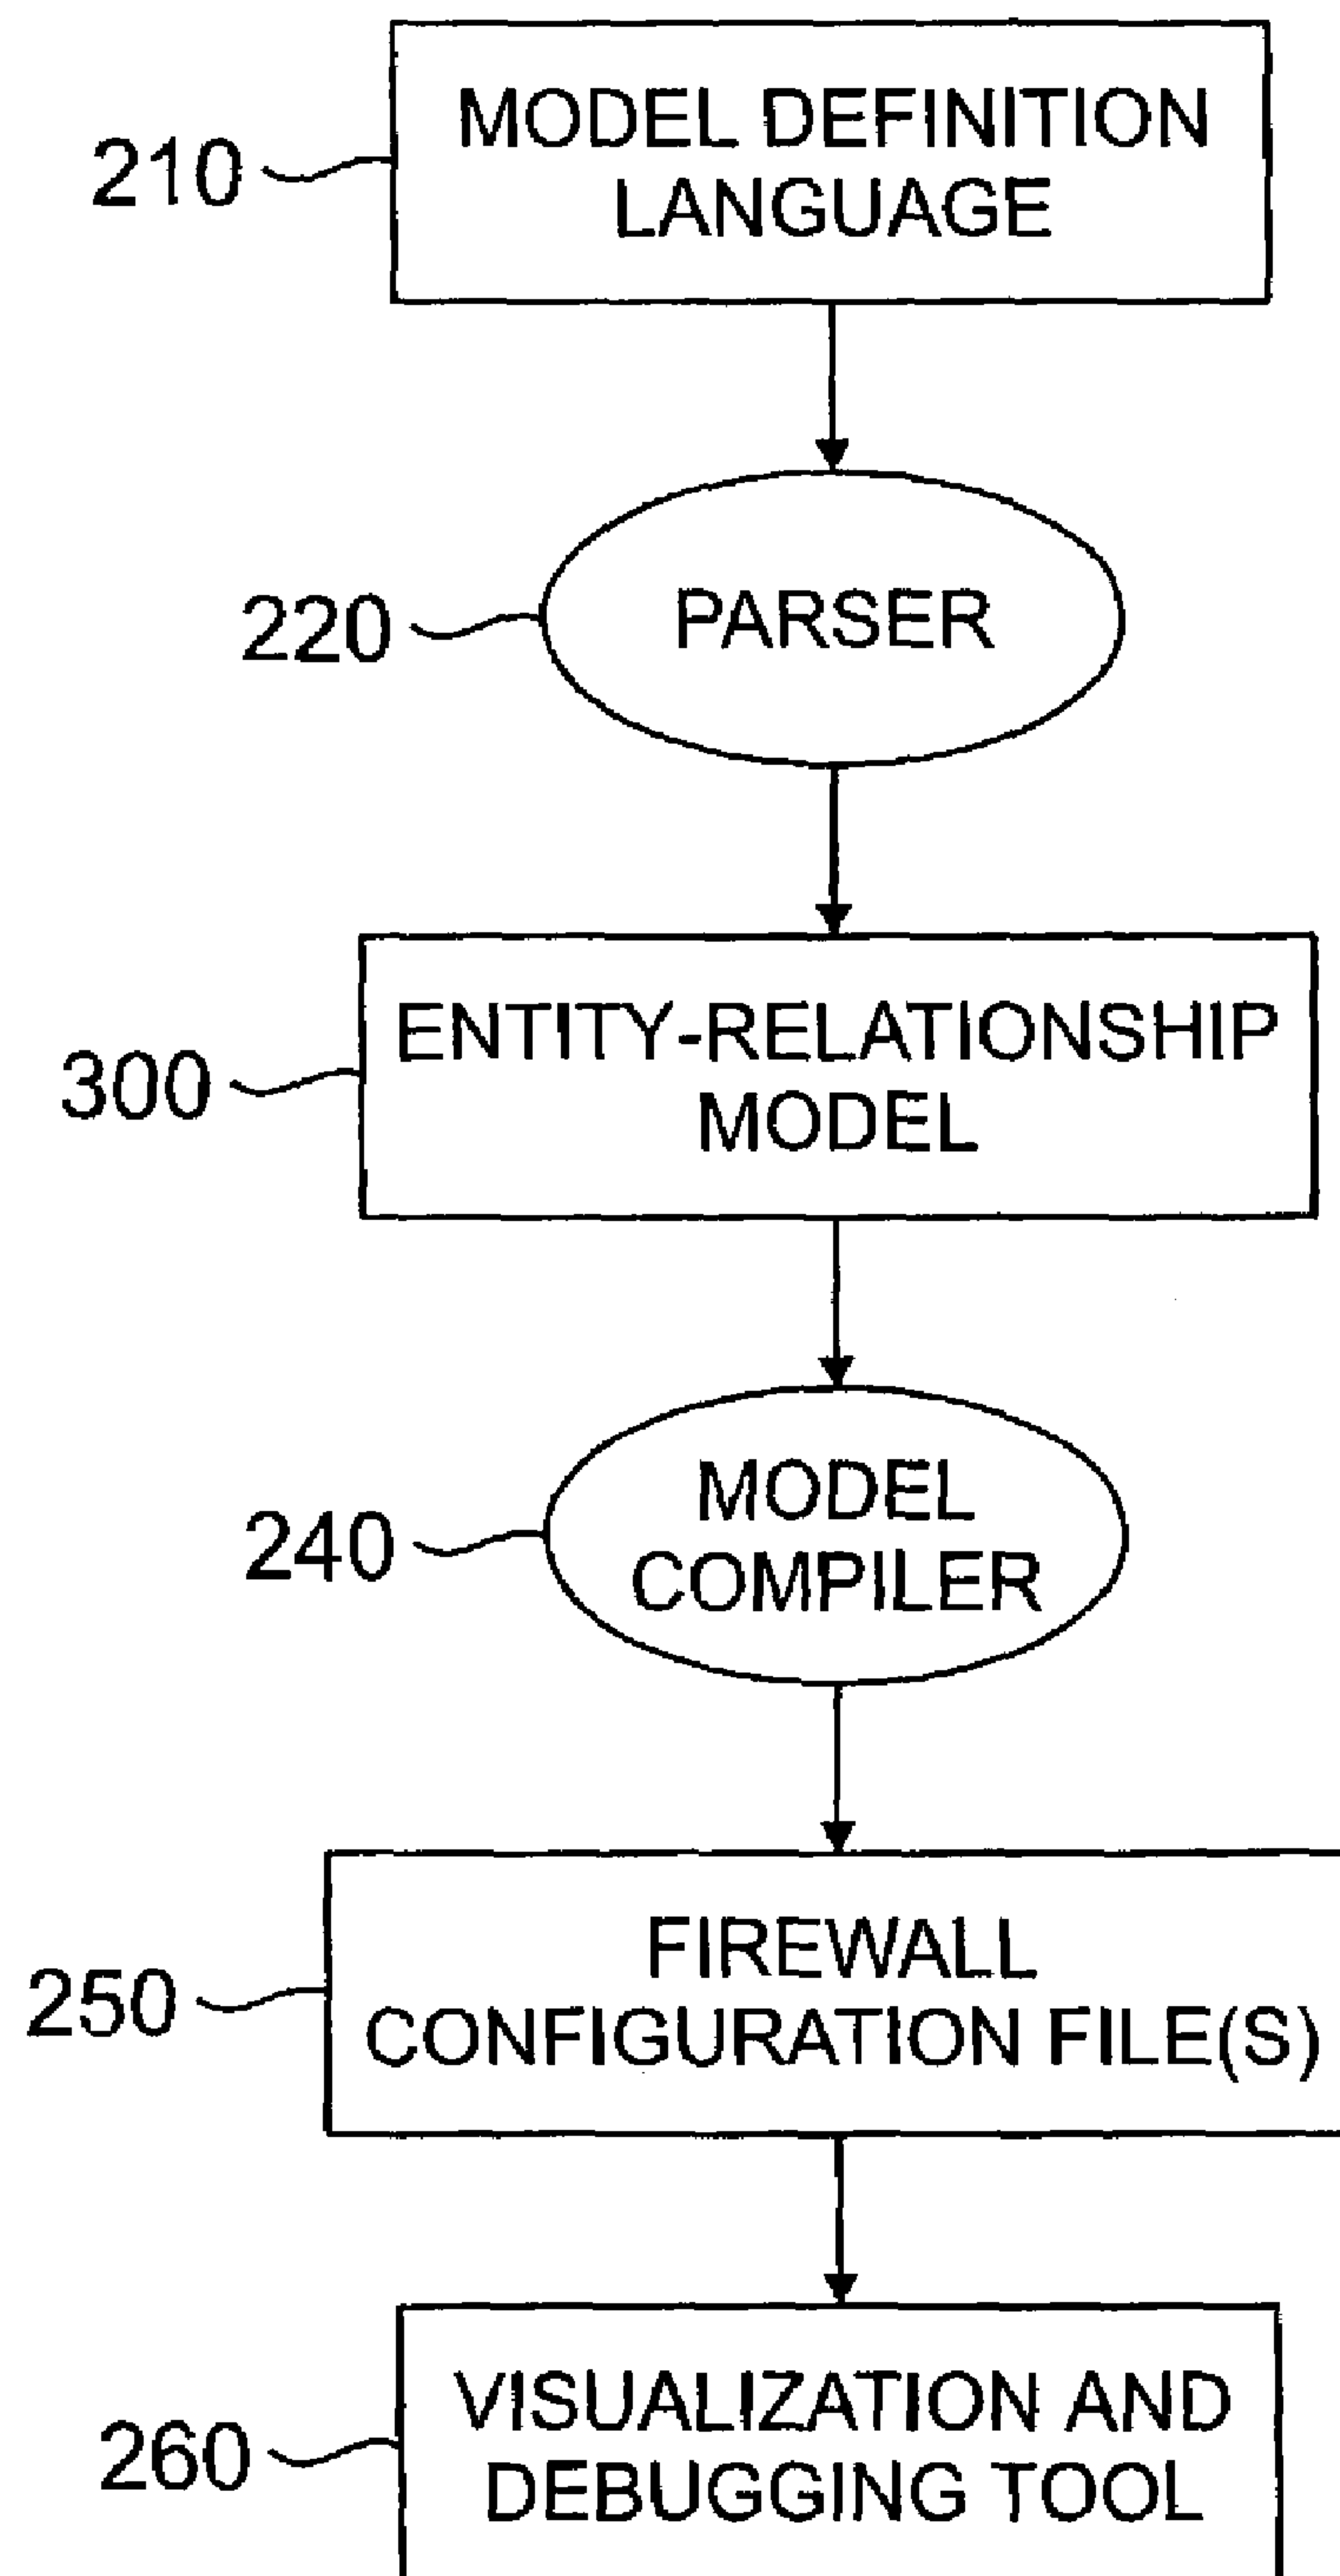 MODEL DEFINITION
LANGUAGE
210
PARSER
220
ENTITY-RELATIONSHIP
MODEL
300
MODEL
COMPILER
240
FIREWALL
CONFIGURATION FILE(S)
250
VISUALIZATION AND
DEBUGGING TOOL
260